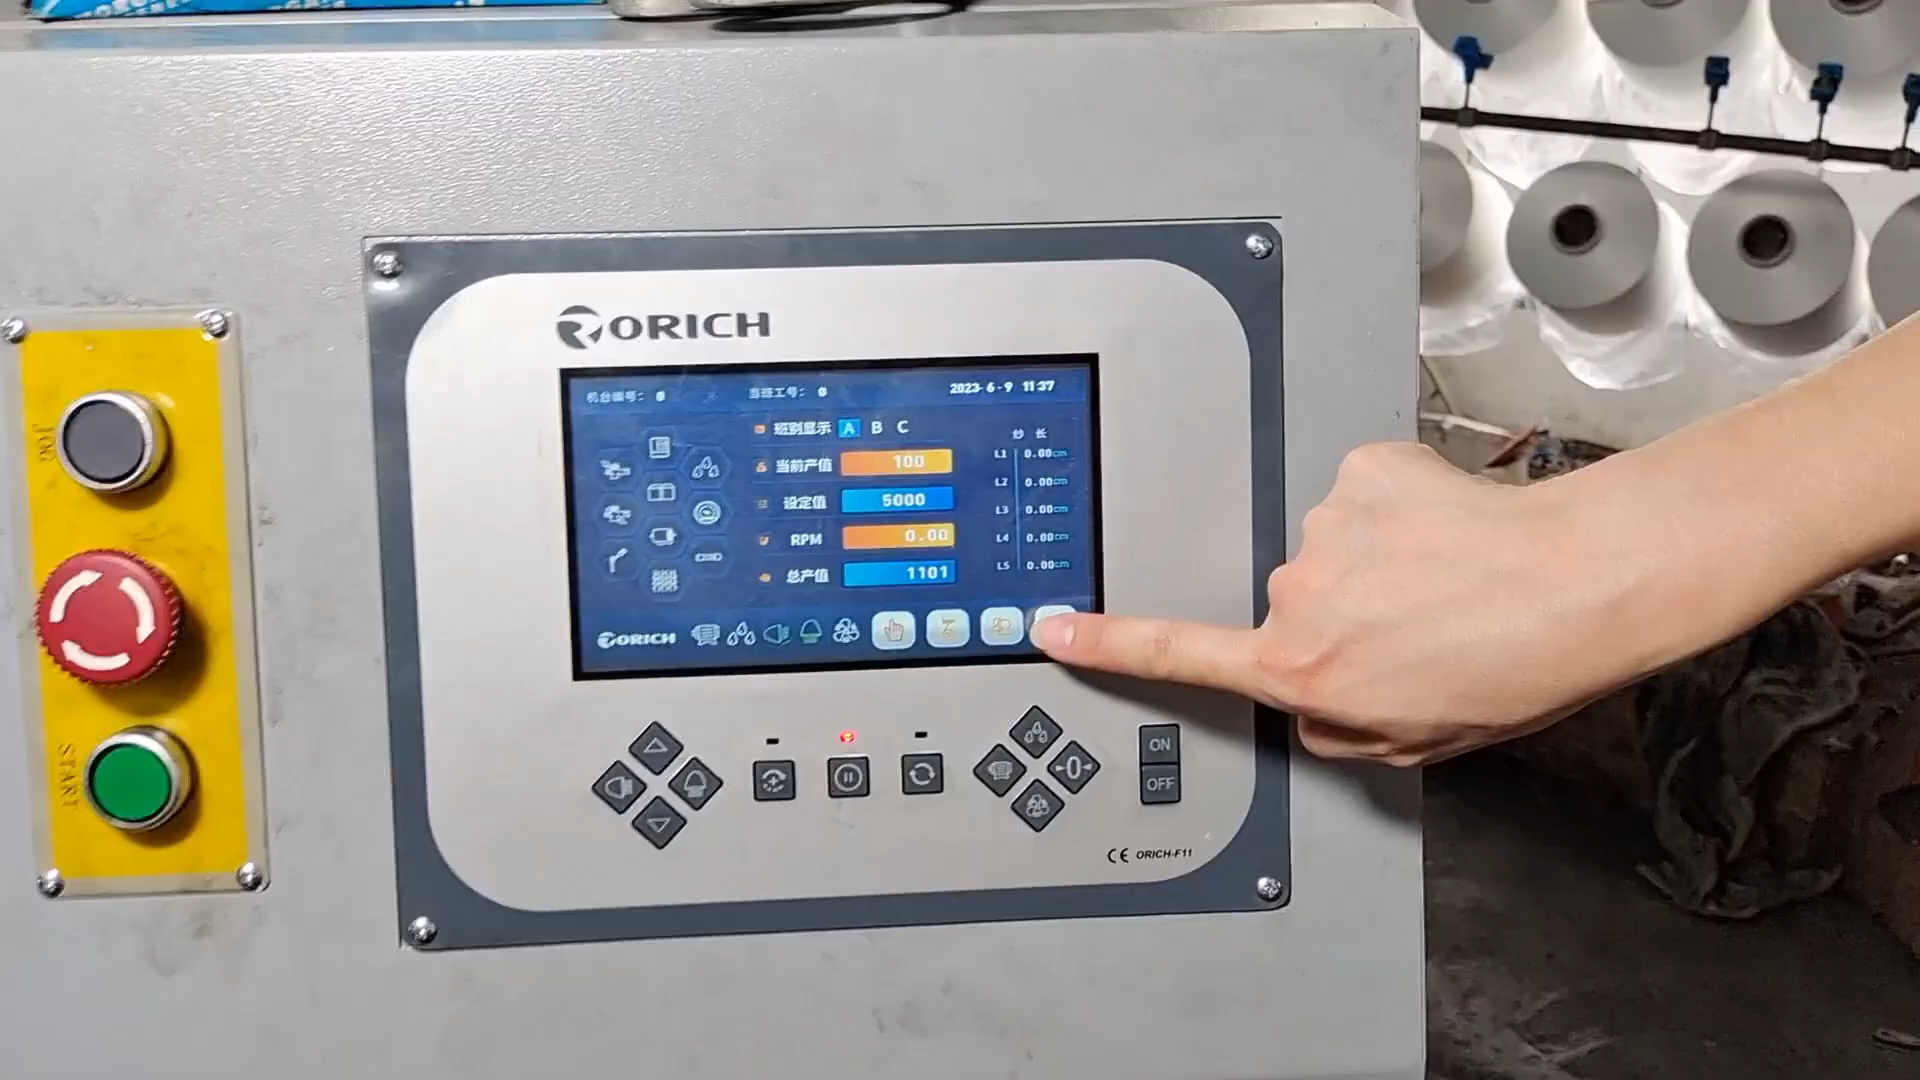 ORICH
机台编号: 0 当班工号: 0 2023-6-9 11:37
班别显示 A B C
当前产值 100
设定值 5000
RPM 0.00
总产值 1101
纱 长
L1 0.00cm
L2 0.00cm
L3 0.00cm
L4 0.00cm
L5 0.00cm
ORICH
JOG
START
0
ON
OFF
CE ORICH-F11